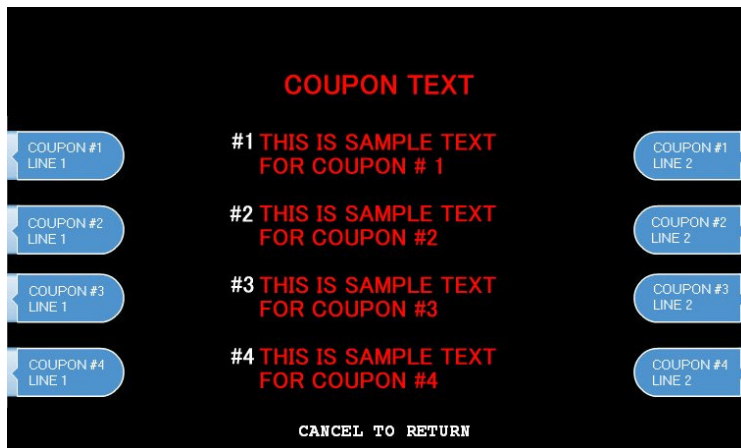 COUPON TEXT
COUPON #1
LINE 1
#1 THIS IS SAMPLE TEXT
FOR COUPON # 1
COUPON #1
LINE 2
COUPON #2
LINE 1
#2 THIS IS SAMPLE TEXT
FOR COUPON #2
COUPON #2
LINE 2
COUPON #3
LINE 1
#3 THIS IS SAMPLE TEXT
FOR COUPON #3
COUPON #3
LINE 2
COUPON #4
LINE 1
#4 THIS IS SAMPLE TEXT
FOR COUPON #4
COUPON #4
LINE 2
CANCEL TO RETURN